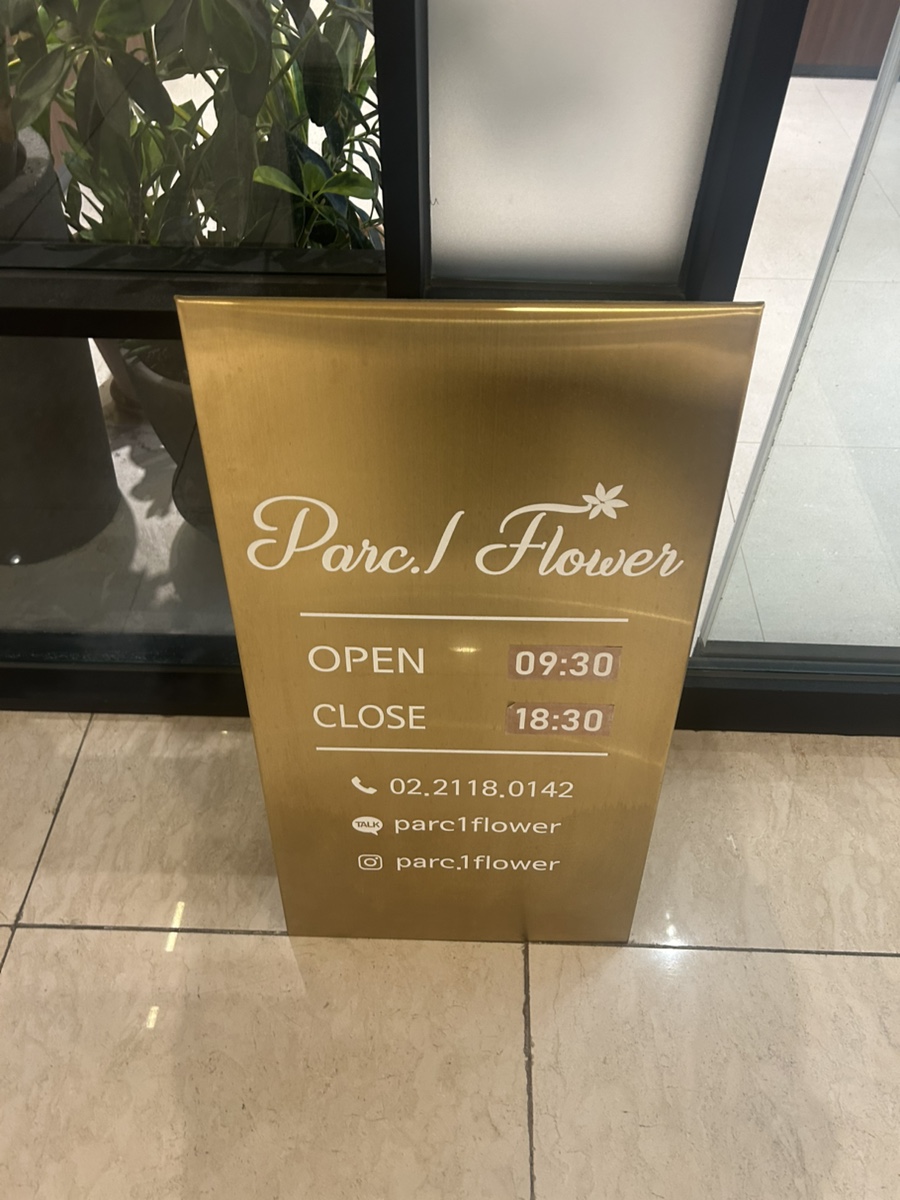 Parc.1 Flower
OPEN 09:30
CLOSE 18:30
02.2118.0142
TALK parc1flower
parc.1flower